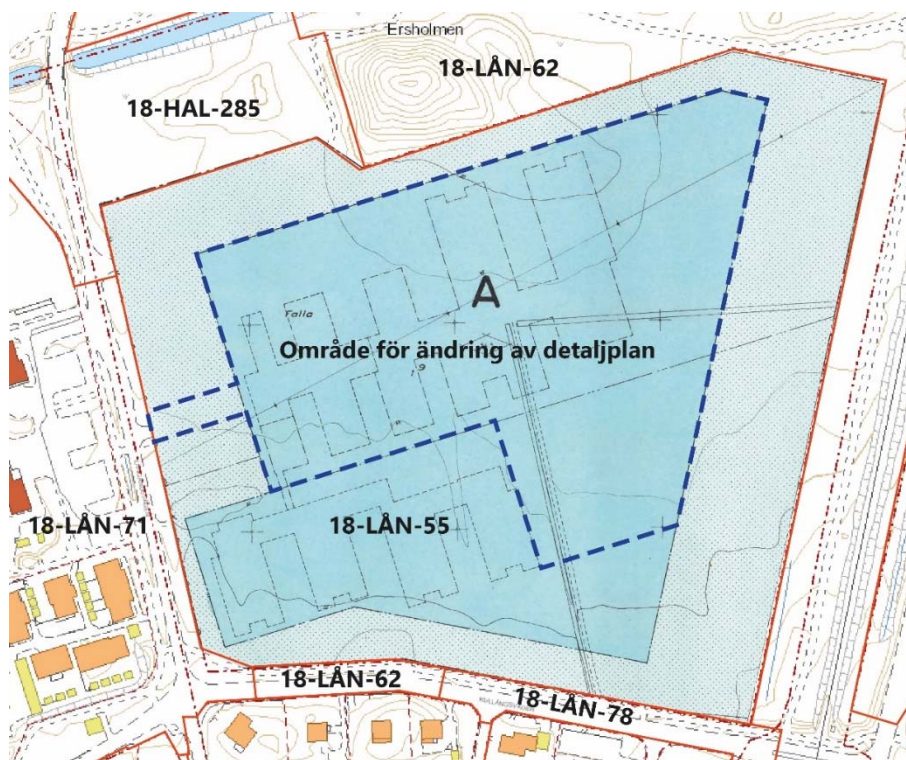 Ersholmen
18-LÅN-62
18-HAL-285
A
Falla
Område för ändring av detaljplan
18-LÅN-55
18-LÅN-71
18-LÅN-62
18-LÅN-78